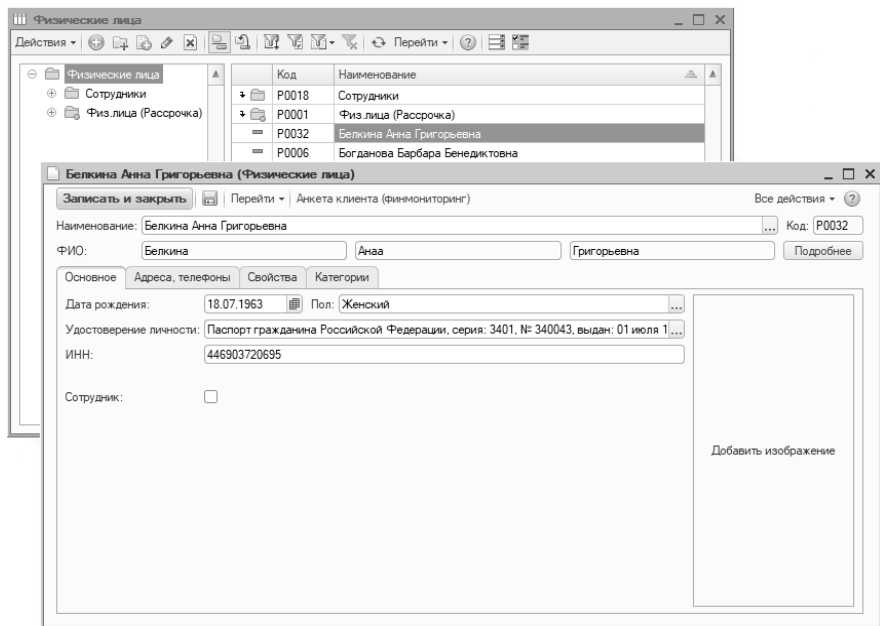 Физические лица
Действия Перейти
Физические лица Код Наименование
Сотрудники P0018 Сотрудники
Физ.лица (Рассрочка) P0001 Физ.лица (Рассрочка)
P0032 Белкина Анна Григорьевна
P0006 Богданова Барбара Бенедиктовна
Белкина Анна Григорьевна (Физические лица)
Записать и закрыть Перейти Анкета клиента (финмониторинг) Все действия
Наименование: Белкина Анна Григорьевна ... Код: P0032
ФИО: Белкина Анаа Григорьевна Подробнее
Основное Адреса, телефоны Свойства Категории
Дата рождения: 18.07.1963 Пол: Женский ...
Удостоверение личности: Паспорт гражданина Российской Федерации, серия: 3401, № 340043, выдан: 01 июля 1 ...
ИНН: 446903720695
Сотрудник:
Добавить изображение